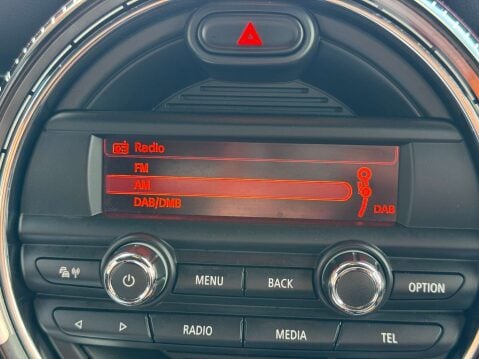 Radio
FM
AM
DAB/DMB
DAB
MENU
BACK
OPTION
RADIO
MEDIA
TEL